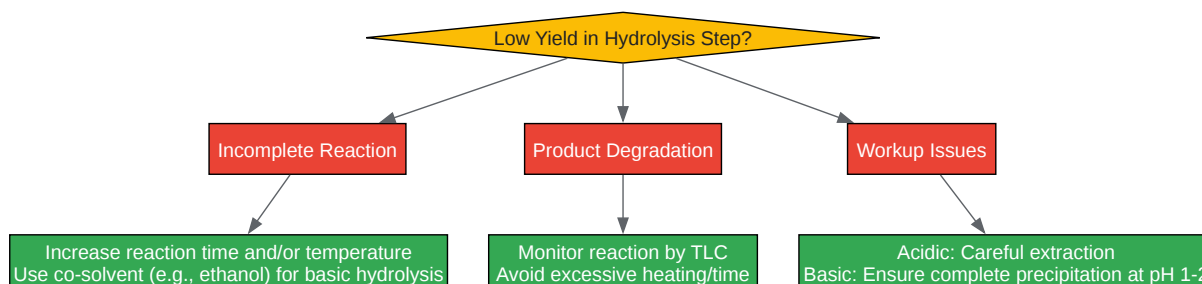 Low Yield in Hydrolysis Step?
Incomplete Reaction
Product Degradation
Workup Issues
Increase reaction time and/or temperature
Use co-solvent (e.g., ethanol) for basic hydrolysis
Monitor reaction by TLC
Avoid excessive heating/time
Acidic: Careful extraction
Basic: Ensure complete precipitation at pH 1-2